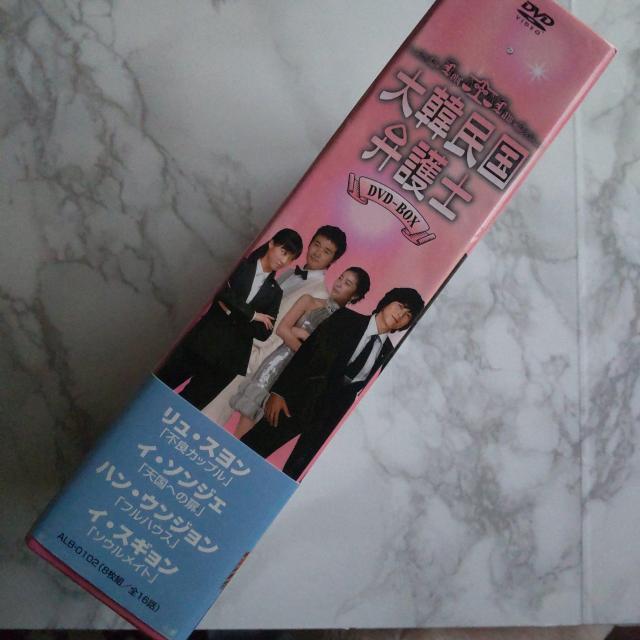 DVD
VIDEO
大韓民国
弁護士
DVD-BOX
リュ・スヨン
「不良カップル」
イ・ソンジェ
「天国への扉」
ハン・ウンジョン
「フルハウス」
イ・スギョン
「ソウルメイト」
ALB-0102 (8枚組/全16話)